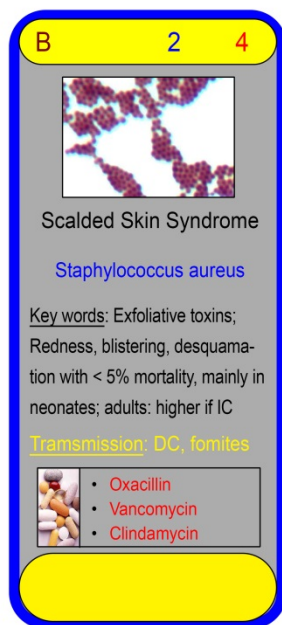 B 2 4
Scalded Skin Syndrome
Staphylococcus aureus
Key words: Exfoliative toxins;
Redness, blistering, desquama-
tion with < 5% mortality, mainly in
neonates; adults: higher if IC
Tramsmission: DC, fomites
• Oxacillin
• Vancomycin
• Clindamycin